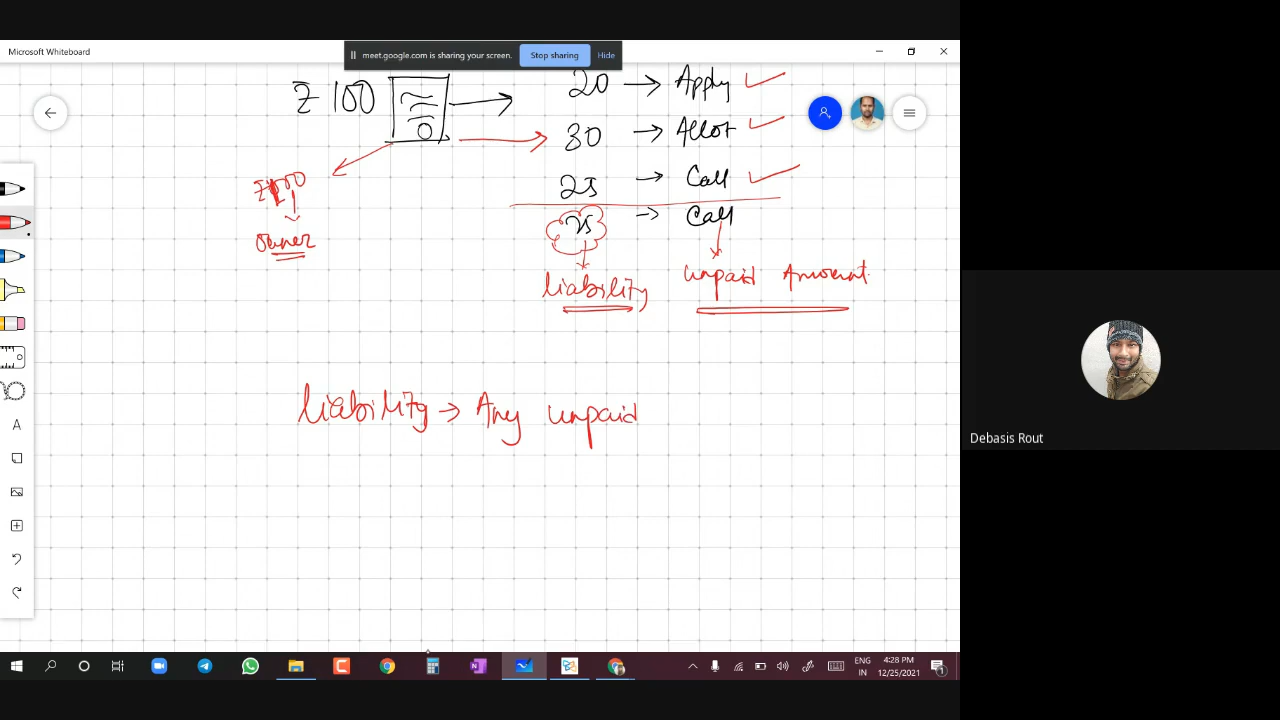 Microsoft Whiteboard
meet.google.com is sharing your screen.
Stop sharing
Hide
₹ 100
20 → Apply ✓
30 → Allot ✓
25 → Call ✓
25 → Call
owner
liability
unpaid Amount
liability → Any unpaid
Debasis Rout
ENG
IN
4:28 PM
12/25/2021